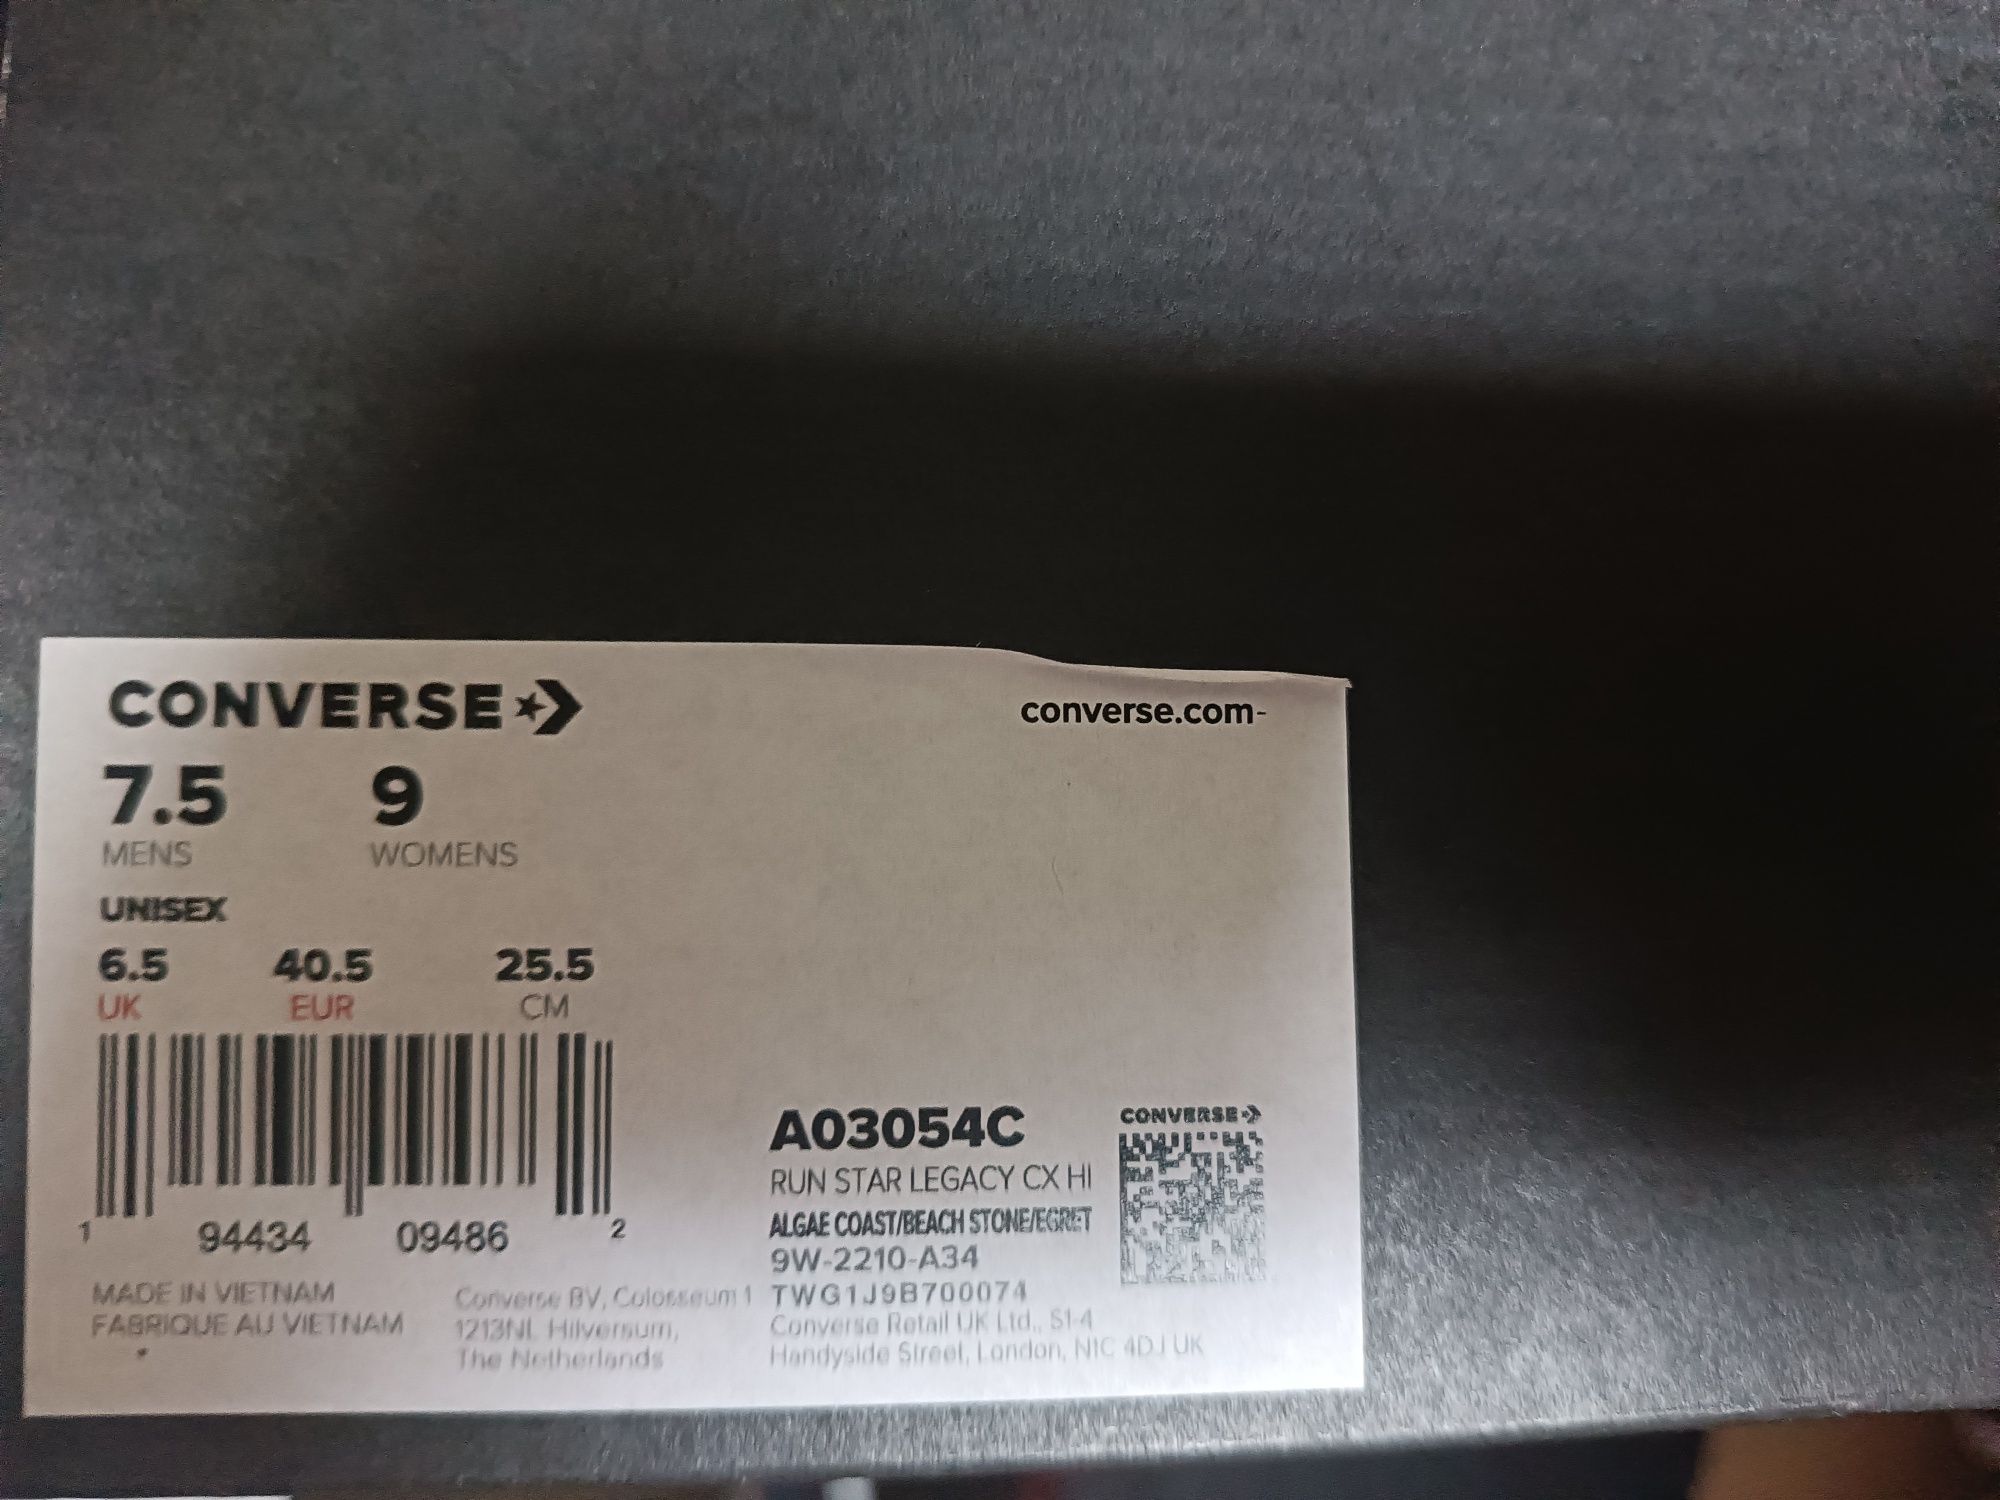 CONVERSE
converse.com-
7.5 9
MENS WOMENS
UNISEX
6.5 40.5 25.5
UK EUR CM
1 94434 09486 2
MADE IN VIETNAM
FABRIQUE AU VIETNAM
Converse BV, Colosseum 1
1213NL Hilversum,
The Netherlands
A03054C
RUN STAR LEGACY CX HI
ALGAE COAST/BEACH STONE/EGRET
9W-2210-A34
TWG1J9B700074
Converse Retail UK Ltd., S1-4
Handyside Street, London, N1C 4DJ UK
CONVERSE